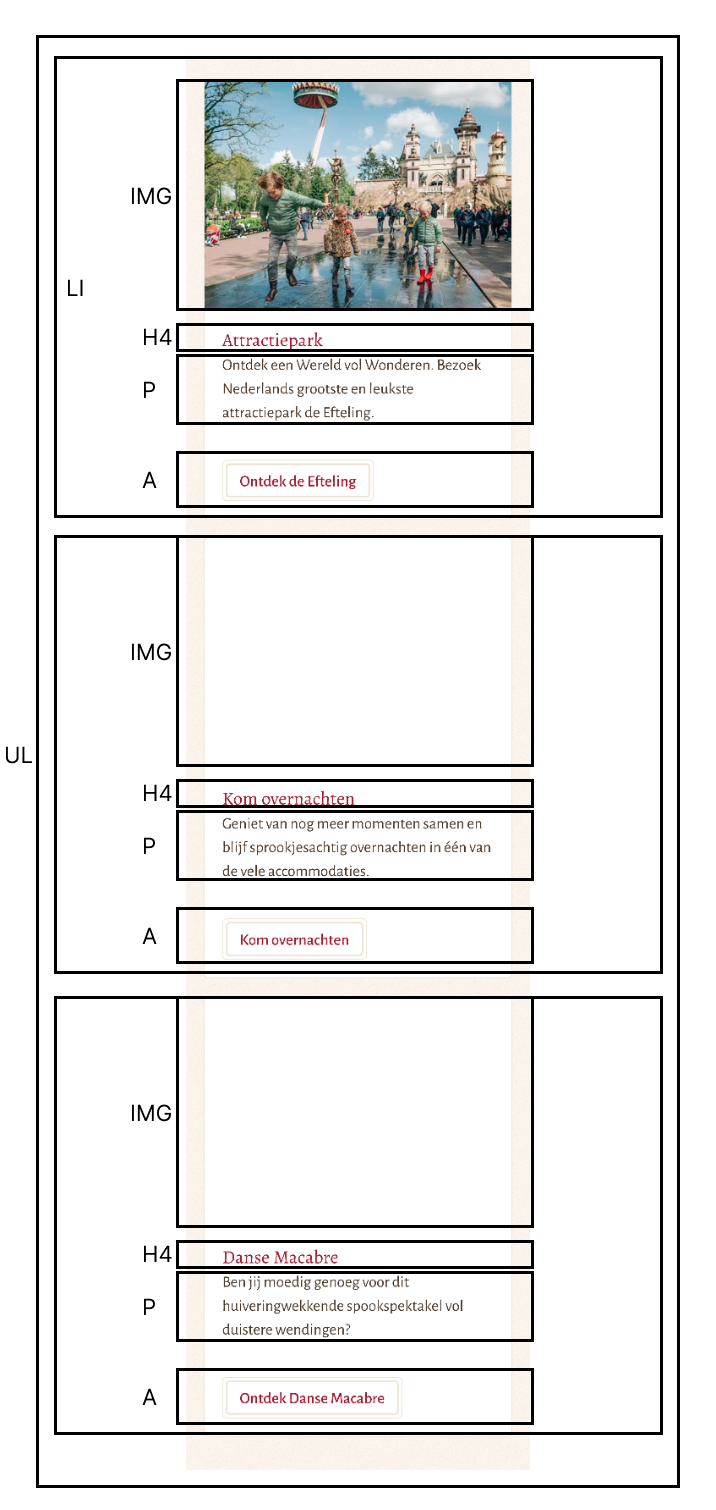 IMG
LI
H4
Attractiepark
P
Ontdek een Wereld vol Wonderen. Bezoek
Nederlands grootste en leukste
attractiepark de Efteling.
A
Ontdek de Efteling
IMG
UL
H4
Kom overnachten
P
Geniet van nog meer momenten samen en
blijf sprookjesachtig overnachten in één van
de vele accommodaties.
A
Kom overnachten
IMG
H4
Danse Macabre
P
Ben jij moedig genoeg voor dit
huiveringwekkende spookspektakel vol
duistere wendingen?
A
Ontdek Danse Macabre